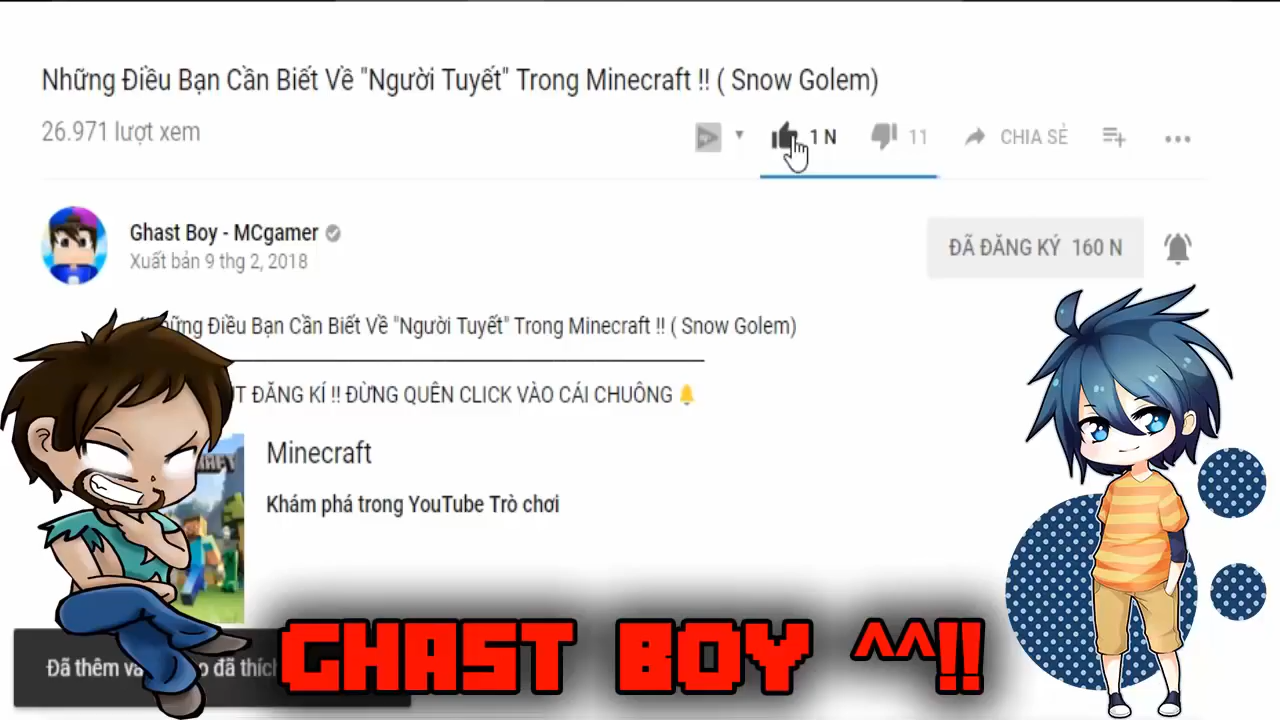 Những Điều Bạn Cần Biết Về "Người Tuyết" Trong Minecraft !! ( Snow Golem)
26.971 lượt xem
1 N
11
CHIA SẺ
Ghast Boy - MCgamer
Xuất bản 9 thg 2, 2018
ĐÃ ĐĂNG KÝ 160 N
Điều Bạn Cần Biết Về "Người Tuyết" Trong Minecraft !! ( Snow Golem)
ĐĂNG KÍ !! ĐỪNG QUÊN CLICK VÀO CÁI CHUÔNG 🔔
Minecraft
Khám phá trong YouTube Trò chơi
Đã thêm đã thích
GHAST BOY ^^!!